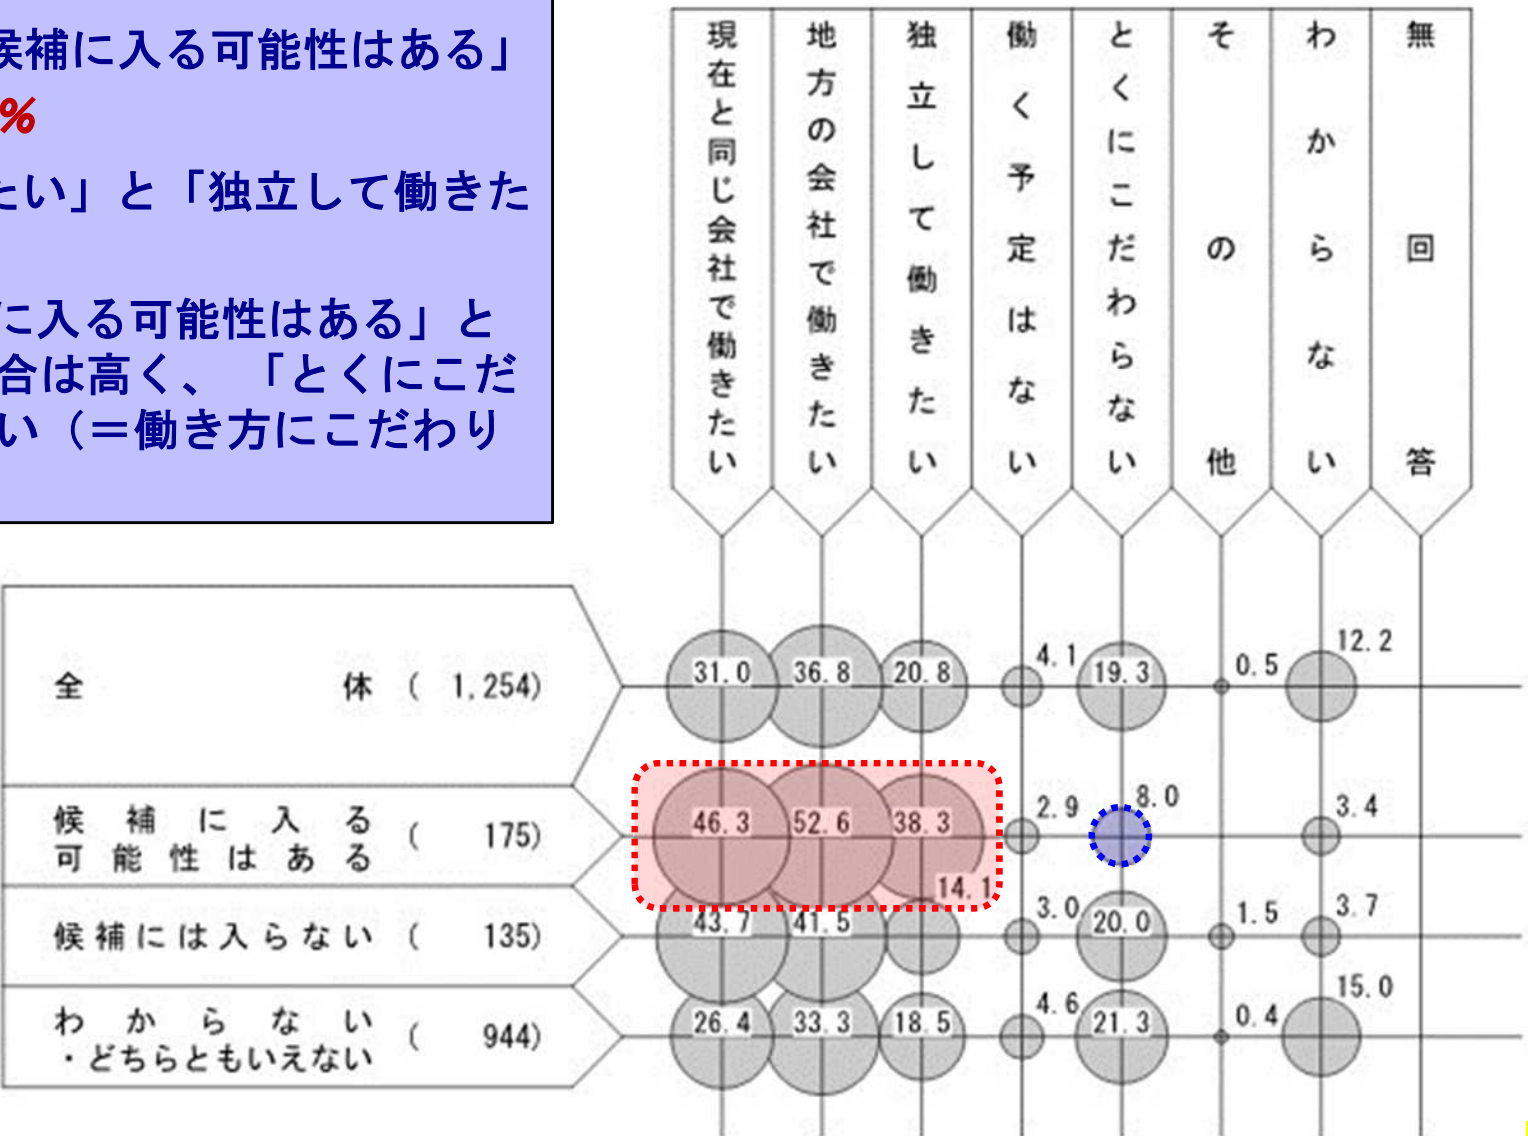 候補に入る可能性はある」
%
たい」と「独立して働きた
に入る可能性はある」と
合は高く、「とくにこだ
い（＝働き方にこだわり
現在と同じ会社で働きたい
地方の会社で働きたい
独立して働きたい
働く予定はない
とくにこだわらない
その他
わからない
無回答
全体 ( 1,254) 31.0 36.8 20.8 4.1 19.3 0.5 12.2
候補に入る
可能性はある ( 175) 46.3 52.6 38.3 2.9 8.0 3.4
候補には入らない ( 135) 43.7 41.5 14.1 3.0 20.0 1.5 3.7
わからない
・どちらともいえない ( 944) 26.4 33.3 18.5 4.6 21.3 0.4 15.0